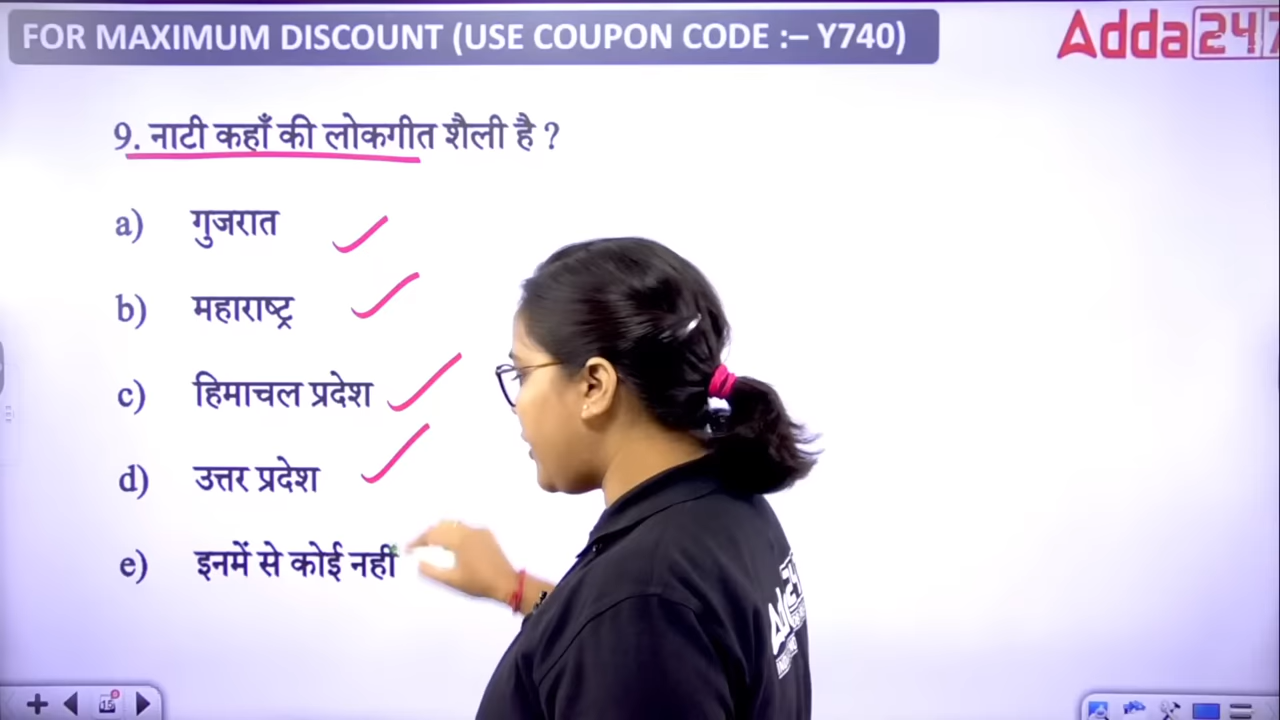 FOR MAXIMUM DISCOUNT (USE COUPON CODE :– Y740)
Adda247
9. नाटी कहाँ की लोकगीत शैली है ?
a) गुजरात
b) महाराष्ट्र
c) हिमाचल प्रदेश
d) उत्तर प्रदेश
e) इनमें से कोई नहीं